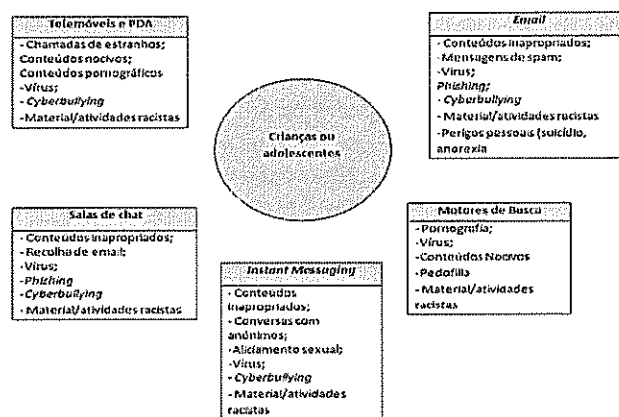 Telemóveis e PDA
- Chamadas de estranhos;
Conteúdos nocivos;
Conteúdos pornográficos
-Vírus;
- Cyberbullying
-Material/atividades racistas
Email
- Conteúdos inapropriados;
- Mensagens de spam;
-Vírus;
Phishing;
- Cyberbullying
- Material/atividades racistas
-Perigos pessoais (suicídio,
anorexia
Crianças ou
adolescentes
Salas de chat
- Conteúdos inapropriados;
- Recolha de email;
-Vírus;
-Phishing
-Cyberbullying
- Material/atividades racistas
Motores de Busca
-Pornografia;
-Vírus;
-Conteúdos Nocivos
-Pedofilia
- Material/atividades
racistas
Instant Messaging
- Conteúdos
inapropriados;
- Conversas com
anónimos;
-Aliciamento sexual;
-Vírus;
- Cyberbullying
- Material/atividades
racistas